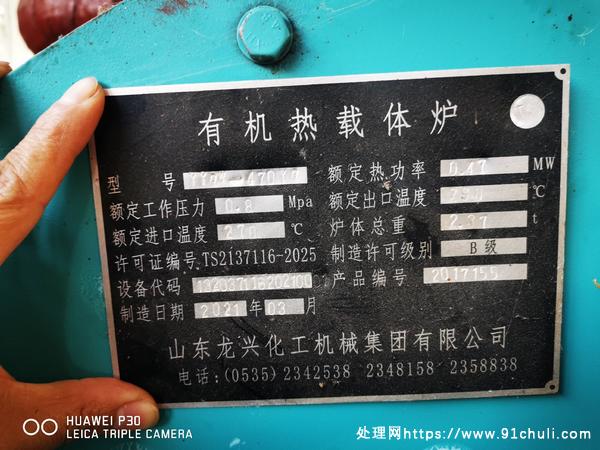 有机热载体炉
型 号 额定热功率 0.47 MW
额定工作压力 0.8 Mpa 额定出口温度 ℃
额定进口温度 270 ℃ 炉体总重 2.37 t
许可证编号 TS2137116-2025 制造许可级别 B级
设备代码 产品编号 2017155
制造日期 2021 年 03 月
山东龙兴化工机械集团有限公司
电话:(0535)2342538 2348158 2358838
HUAWEI P30
LEICA TRIPLE CAMERA
处理网https://www.91chuli.com/